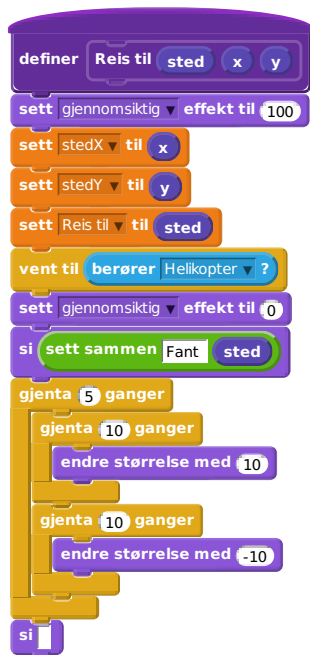 definer Reis til sted x y
sett gjennomsiktig ▼ effekt til 100
sett stedX ▼ til x
sett stedY ▼ til y
sett Reis til ▼ til sted
vent til berører Helikopter ▼ ?
sett gjennomsiktig ▼ effekt til 0
si sett sammen Fant sted
gjenta 5 ganger
gjenta 10 ganger
endre størrelse med 10
gjenta 10 ganger
endre størrelse med -10
si